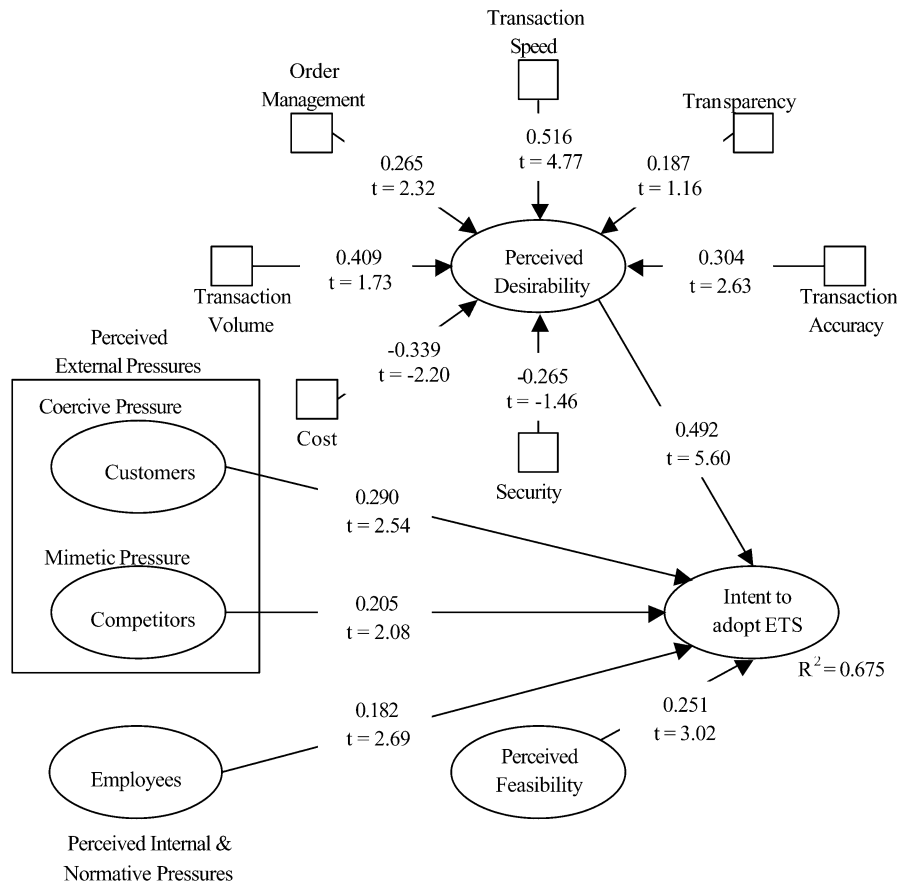 Transaction
Speed
Order
Management
Transparency
0.516
t = 4.77
0.265
t = 2.32
0.187
t = 1.16
Perceived
Desirability
0.409
t = 1.73
0.304
t = 2.63
Transaction
Volume
Transaction
Accuracy
Perceived
External Pressures
-0.339
t = -2.20
-0.265
t = -1.46
Coercive Pressure
Cost
Customers
Security
0.492
t = 5.60
0.290
t = 2.54
Mimetic Pressure
Competitors
0.205
t = 2.08
Intent to
adopt ETS
R² = 0.675
0.182
t = 2.69
0.251
t = 3.02
Employees
Perceived
Feasibility
Perceived Internal &
Normative Pressures